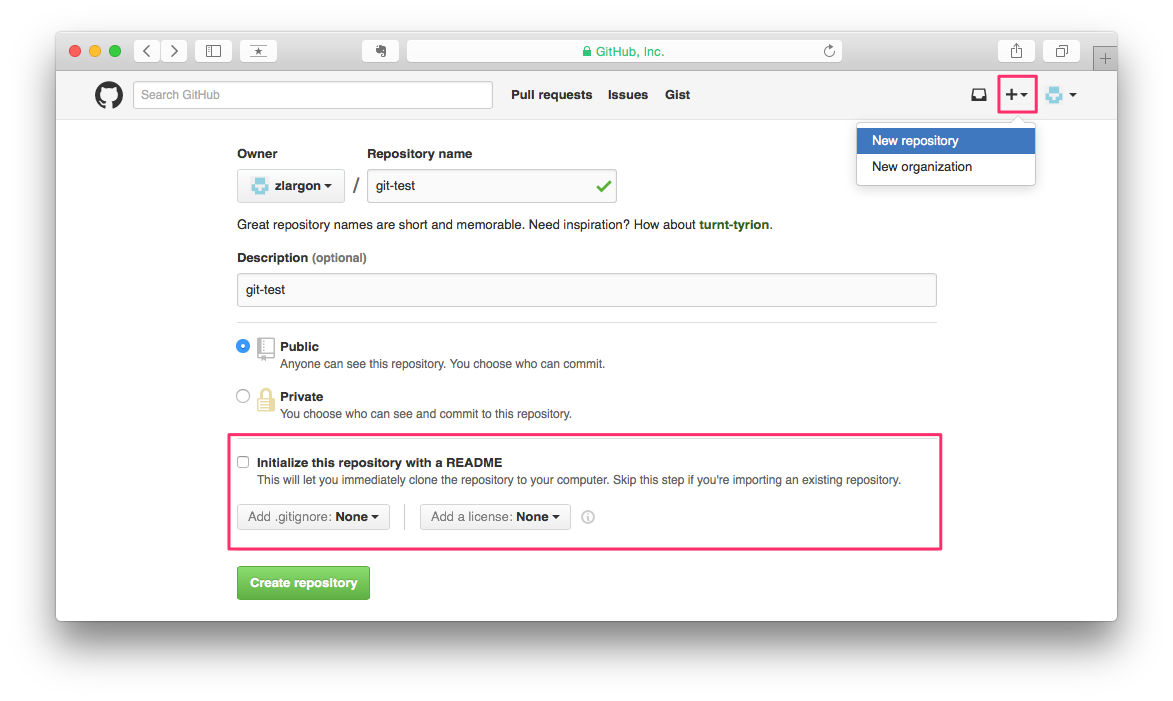 GitHub, Inc.
Search GitHub
Pull requests Issues Gist
New repository
New organization
Owner Repository name
zlargon / git-test
Great repository names are short and memorable. Need inspiration? How about turnt-tyrion.
Description (optional)
git-test
Public
Anyone can see this repository. You choose who can commit.
Private
You choose who can see and commit to this repository.
Initialize this repository with a README
This will let you immediately clone the repository to your computer. Skip this step if you're importing an existing repository.
Add .gitignore: None Add a license: None
Create repository